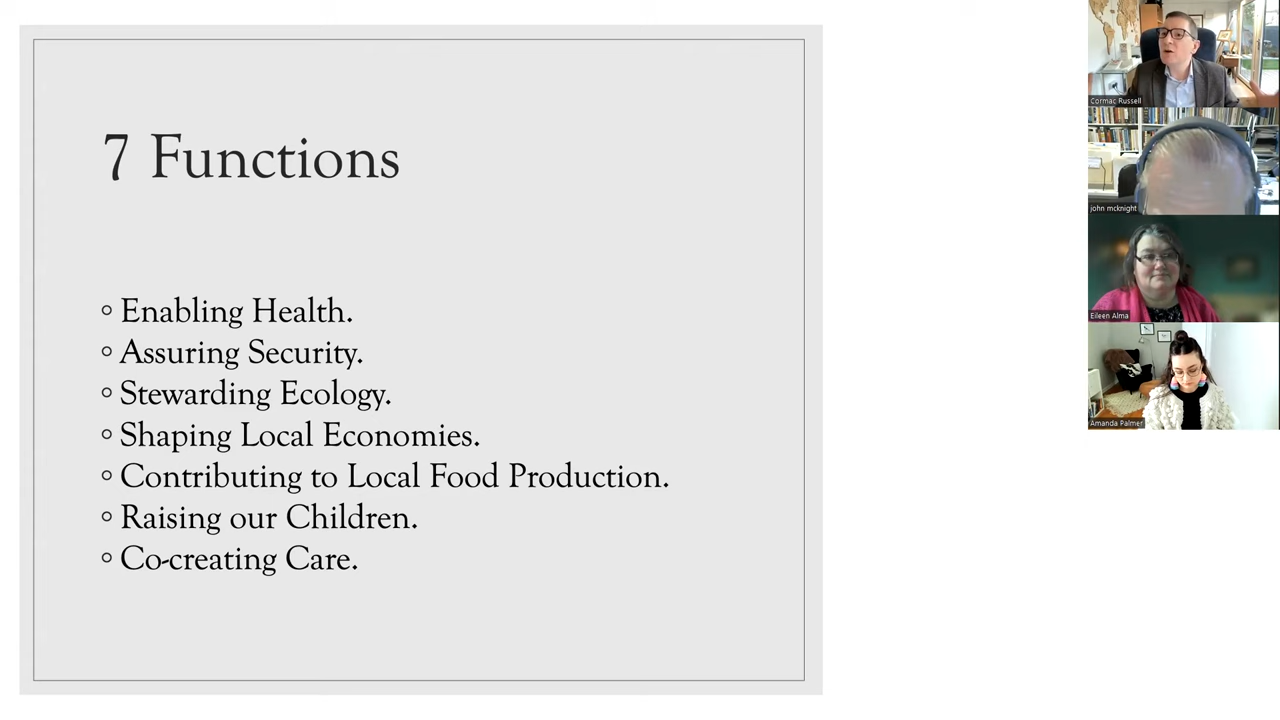 7 Functions
Enabling Health.
Assuring Security.
Stewarding Ecology.
Shaping Local Economies.
Contributing to Local Food Production.
Raising our Children.
Co-creating Care.
Cormac Russell
john mcknight
Eileen Alma
Amanda Palmer